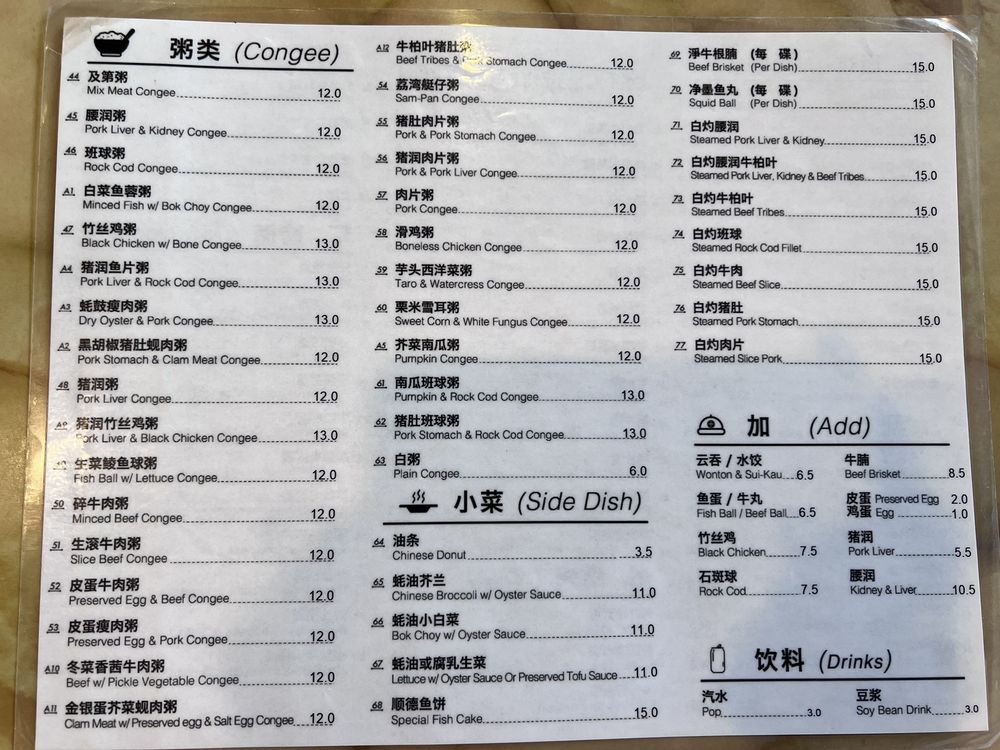 粥类 (Congee)
44 及第粥
Mix Meat Congee 12.0
45 腰润粥
Pork Liver & Kidney Congee 12.0
46 班球粥
Rock Cod Congee 12.0
A1 白菜鱼蓉粥
Minced Fish w/ Bok Choy Congee 12.0
47 竹丝鸡粥
Black Chicken w/ Bone Congee 13.0
A4 猪润鱼片粥
Pork Liver & Rock Cod Congee 13.0
A3 蚝鼓瘦肉粥
Dry Oyster & Pork Congee 13.0
A2 黑胡椒猪肚蚬肉粥
Pork Stomach & Clam Meat Congee 12.0
48 猪润粥
Pork Liver Congee 12.0
猪润竹丝鸡粥
Pork Liver & Black Chicken Congee 13.0
生菜鲮鱼球粥
Fish Ball w/ Lettuce Congee 12.0
50 碎牛肉粥
Minced Beef Congee 12.0
51 生滚牛肉粥
Slice Beef Congee 12.0
52 皮蛋牛肉粥
Preserved Egg & Beef Congee 12.0
53 皮蛋瘦肉粥
Preserved Egg & Pork Congee 12.0
A10 冬菜香茜牛肉粥
Beef w/ Pickle Vegetable Congee 12.0
A11 金银蛋芥菜蚬肉粥
Clam Meat w/ Preserved egg & Salt Egg Congee 12.0
A12 牛柏叶猪肚粥
Beef Tribes & Pork Stomach Congee 12.0
54 荔湾艇仔粥
Sam-Pan Congee 12.0
55 猪肚肉片粥
Pork & Pork Stomach Congee 12.0
56 猪润肉片粥
Pork & Pork Liver Congee 12.0
57 肉片粥
Pork Congee 12.0
58 滑鸡粥
Boneless Chicken Congee 12.0
59 芋头西洋菜粥
Taro & Watercress Congee 12.0
60 栗米雪耳粥
Sweet Corn & White Fungus Congee 12.0
A5 芥菜南瓜粥
Pumpkin Congee 12.0
61 南瓜班球粥
Pumpkin & Rock Cod Congee 13.0
62 猪肚班球粥
Pork Stomach & Rock Cod Congee 13.0
63 白粥
Plain Congee 6.0
小菜 (Side Dish)
64 油条
Chinese Donut 3.5
65 蚝油芥兰
Chinese Broccoli w/ Oyster Sauce 11.0
66 蚝油小白菜
Bok Choy w/ Oyster Sauce 11.0
67 蚝油或腐乳生菜
Lettuce w/ Oyster Sauce Or Preserved Tofu Sauce 11.0
68 顺德鱼饼
Special Fish Cake 15.0
69 淨牛根腩 (每 碟)
Beef Brisket (Per Dish) 15.0
70 净墨鱼丸 (每 碟)
Squid Ball (Per Dish) 15.0
71 白灼腰润
Steamed Pork Liver & Kidney 15.0
72 白灼腰润牛柏叶
Steamed Pork Liver, Kidney & Beef Tribes 15.0
73 白灼牛柏叶
Steamed Beef Tribes 15.0
74 白灼班球
Steamed Rock Cod Fillet 15.0
75 白灼牛肉
Steamed Beef Slice 15.0
76 白灼猪肚
Steamed Pork Stomach 15.0
77 白灼肉片
Steamed Slice Pork 15.0
加 (Add)
云吞 / 水饺
Wonton & Sui-Kau 6.5
牛腩
Beef Brisket 8.5
鱼蛋 / 牛丸
Fish Ball / Beef Ball 6.5
皮蛋 Preserved Egg 2.0
鸡蛋 Egg 1.0
竹丝鸡
Black Chicken 7.5
猪润
Pork Liver 5.5
石斑球
Rock Cod 7.5
腰润
Kidney & Liver 10.5
饮料 (Drinks)
汽水
Pop 3.0
豆浆
Soy Bean Drink 3.0